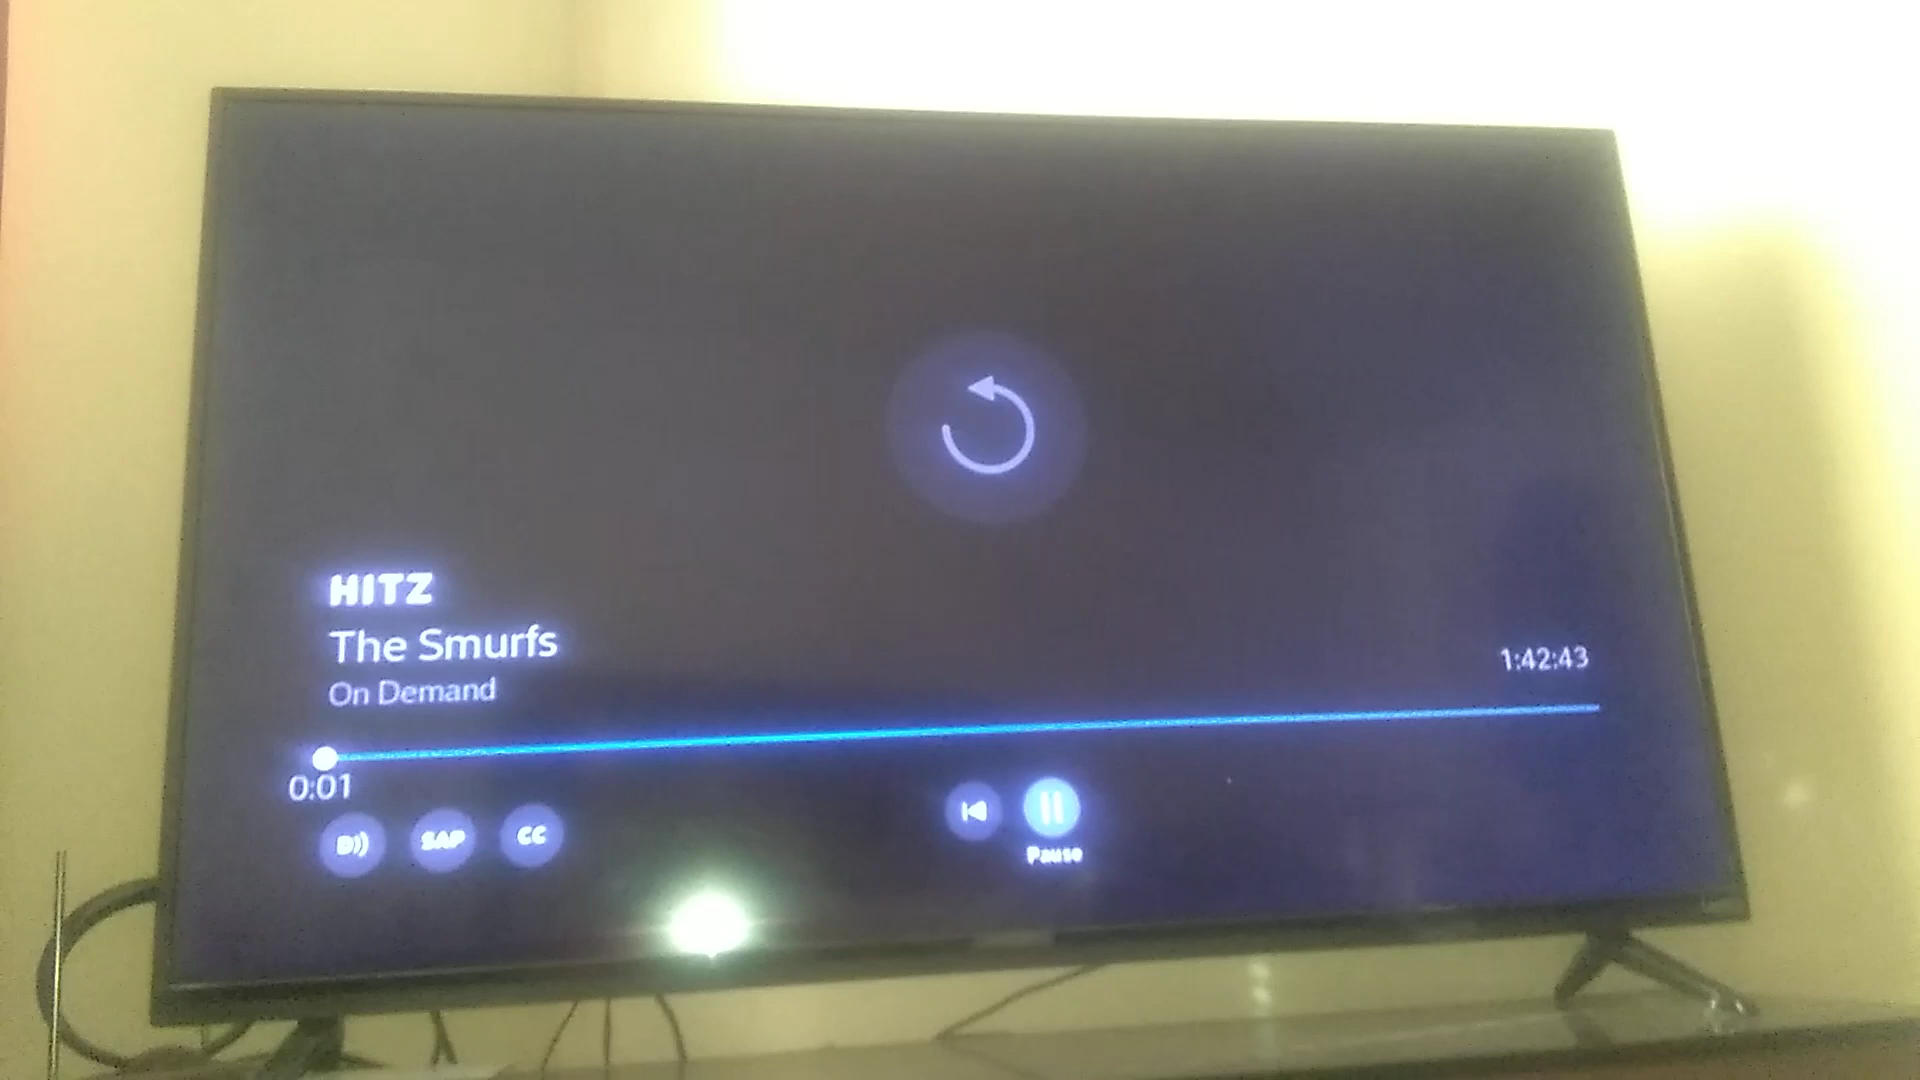 HITZ
The Smurfs
On Demand
1:42:43
0:01
D))
SAP
CC
Pause